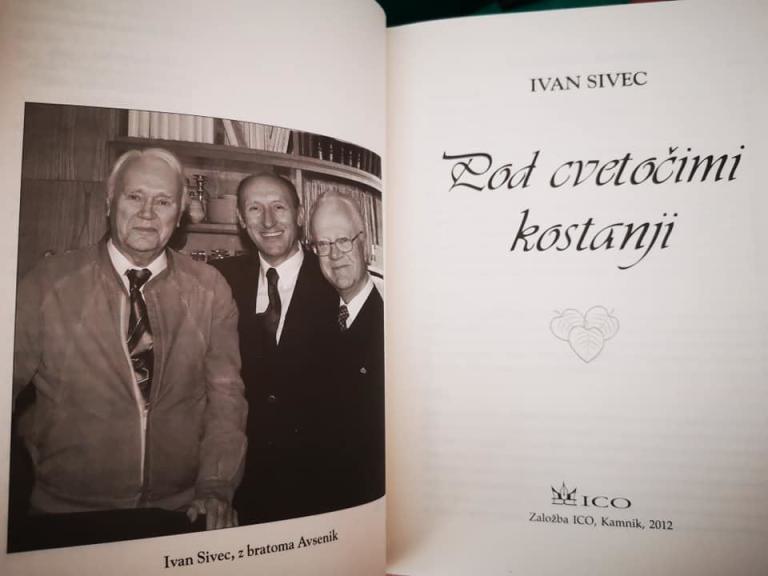 Ivan Sivec, z bratoma Avsenik
IVAN SIVEC
Pod cvetočimi
kostanji
ICO
Založba ICO, Kamnik, 2012